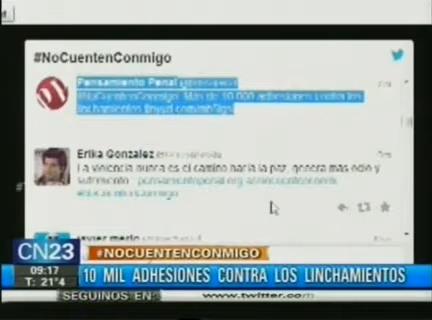 #NoCuentenConmigo
Pensamiento Penal
#NoCuentenConmigo. Más de 10.000 adhesiones contra los
linchamientos
Erika Gonzalez
La violencia nunca es el camino hacia la paz, genera más odio y
sufrimiento.
CN23
#NOCUENTENCONMIGO
09:17
10 MIL ADHESIONES CONTRA LOS LINCHAMIENTOS
T: 21°4
SEGUINOS EN:
www.twitter.com